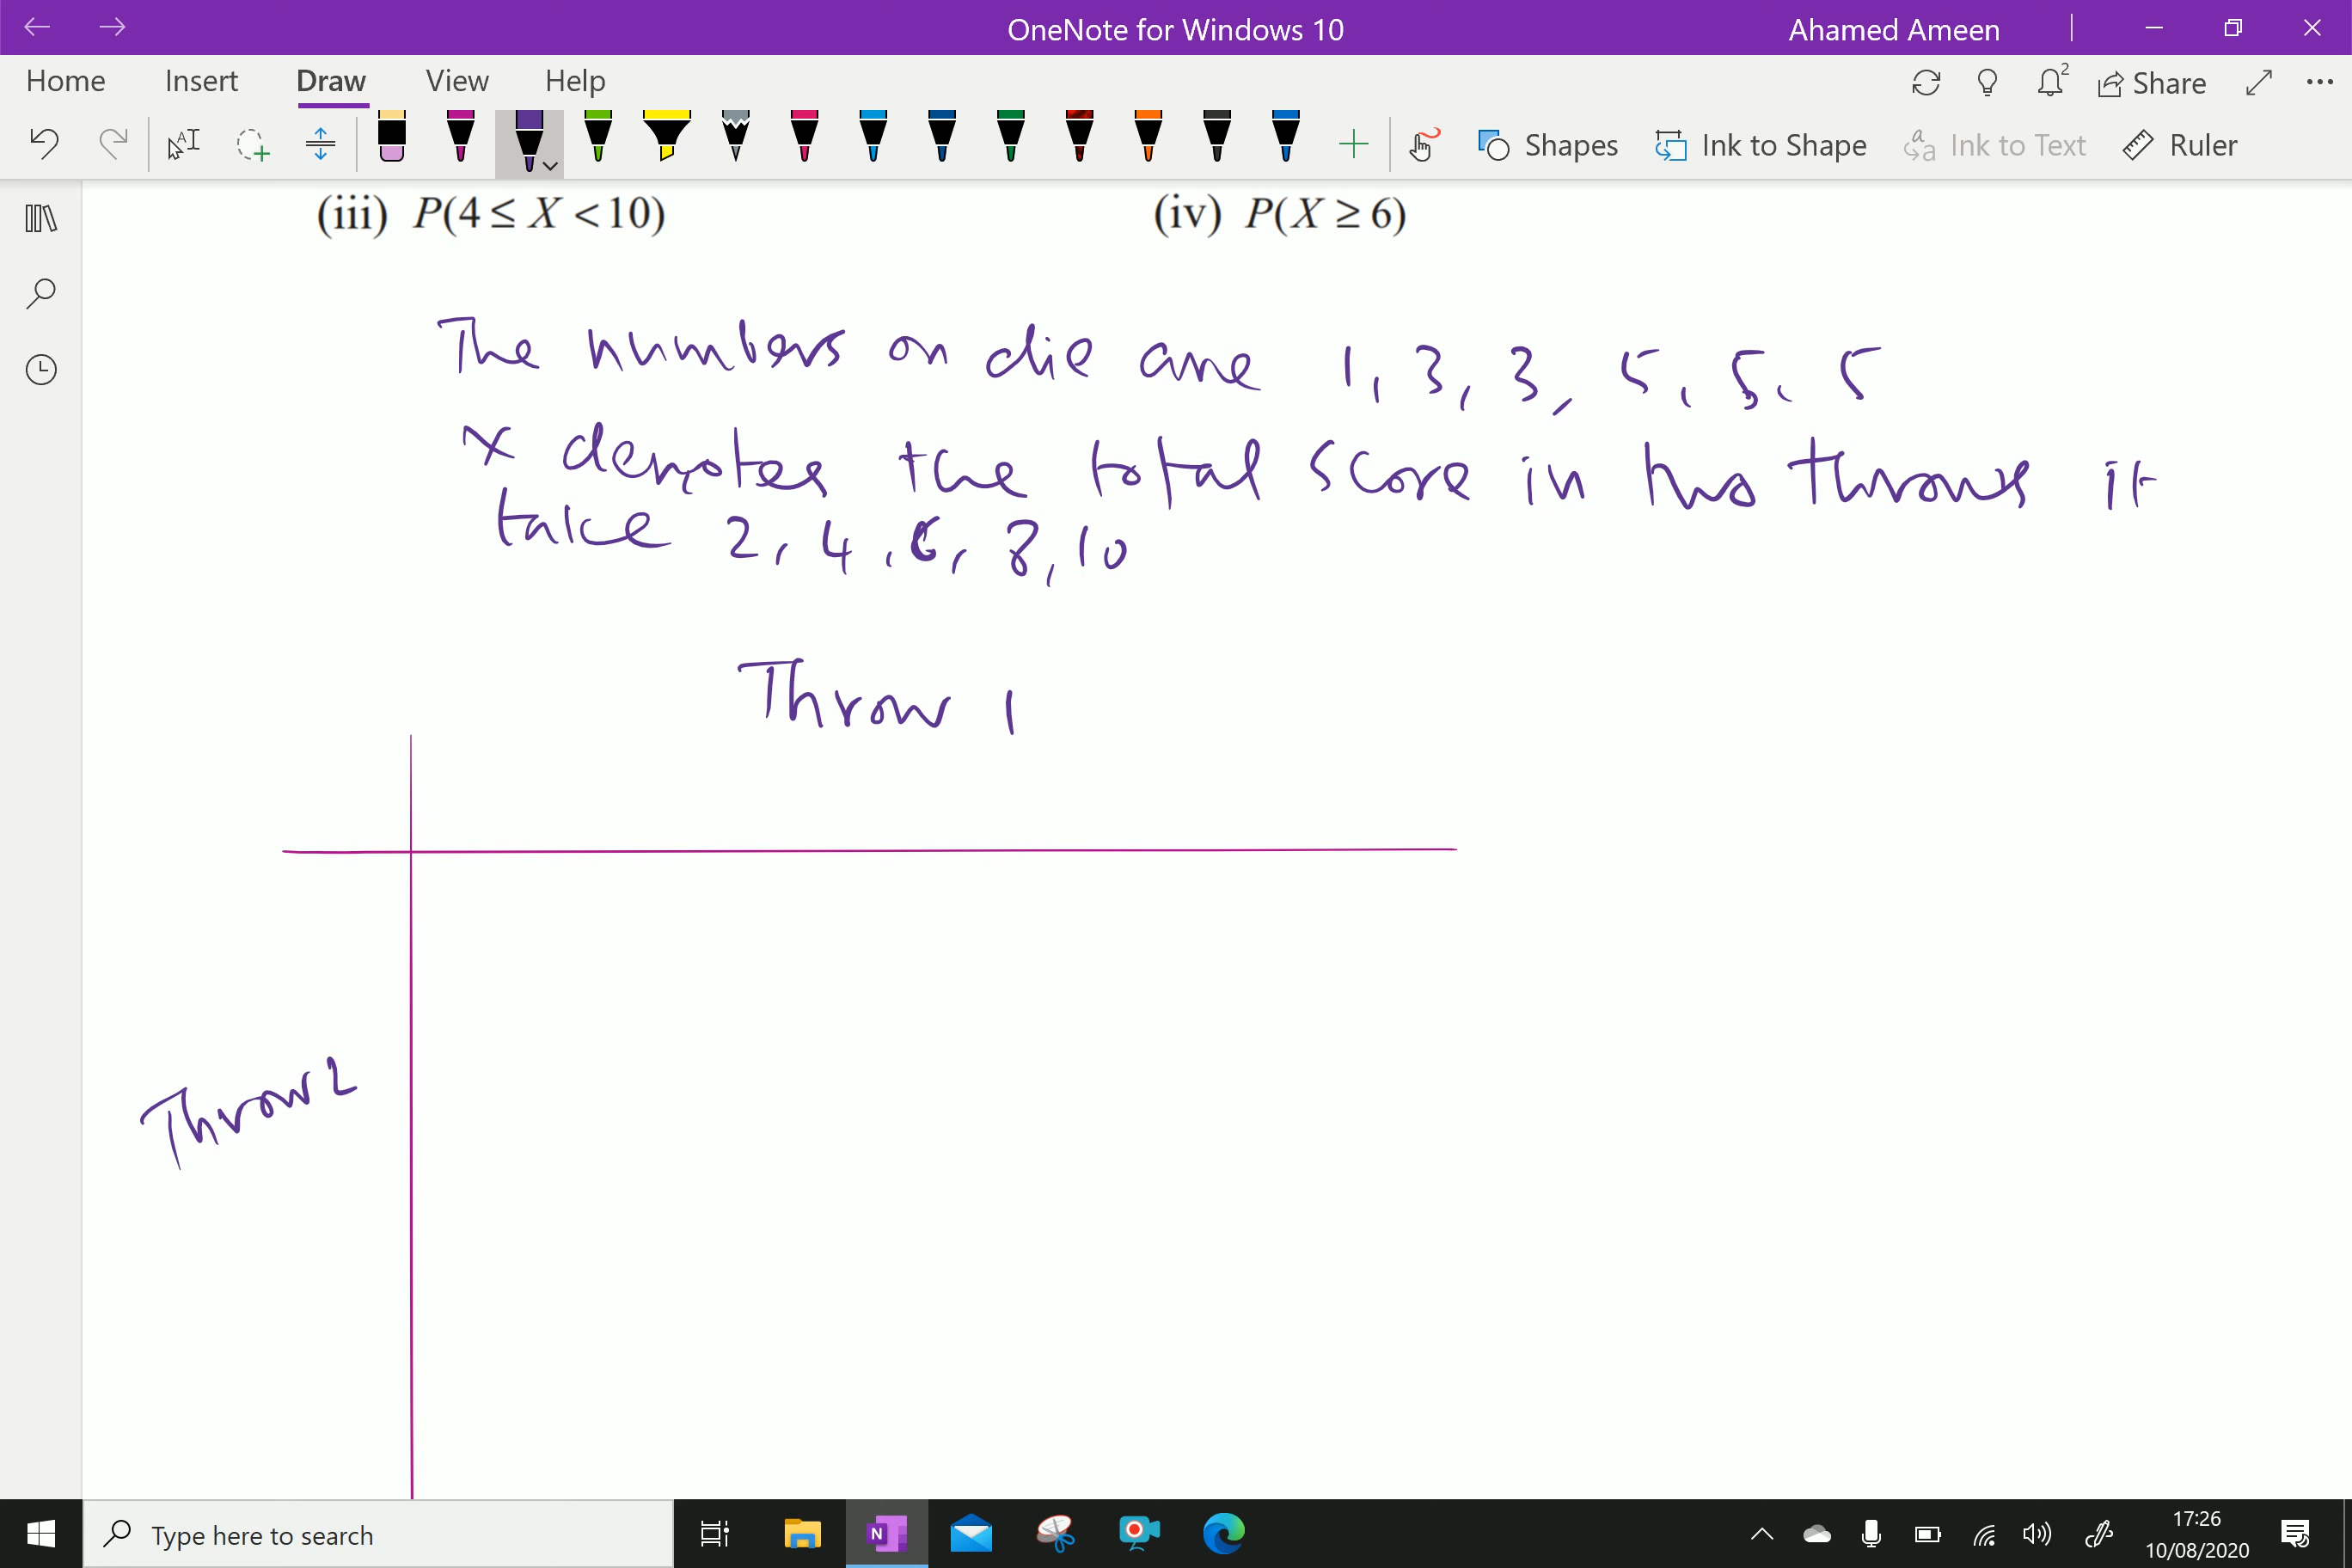 OneNote for Windows 10
Ahamed Ameen
Home Insert Draw View Help
2
Share
Shapes Ink to Shape Ink to Text Ruler
(iii) P(4 ≤ X < 10) (iv) P(X ≥ 6)
The numbers on die are 1, 3, 3, 5, 5, 5
x denotes the total score in two throws it
take 2, 4, 6, 8, 10
Throw 1
Throw 2
Type here to search
17:26
10/08/2020